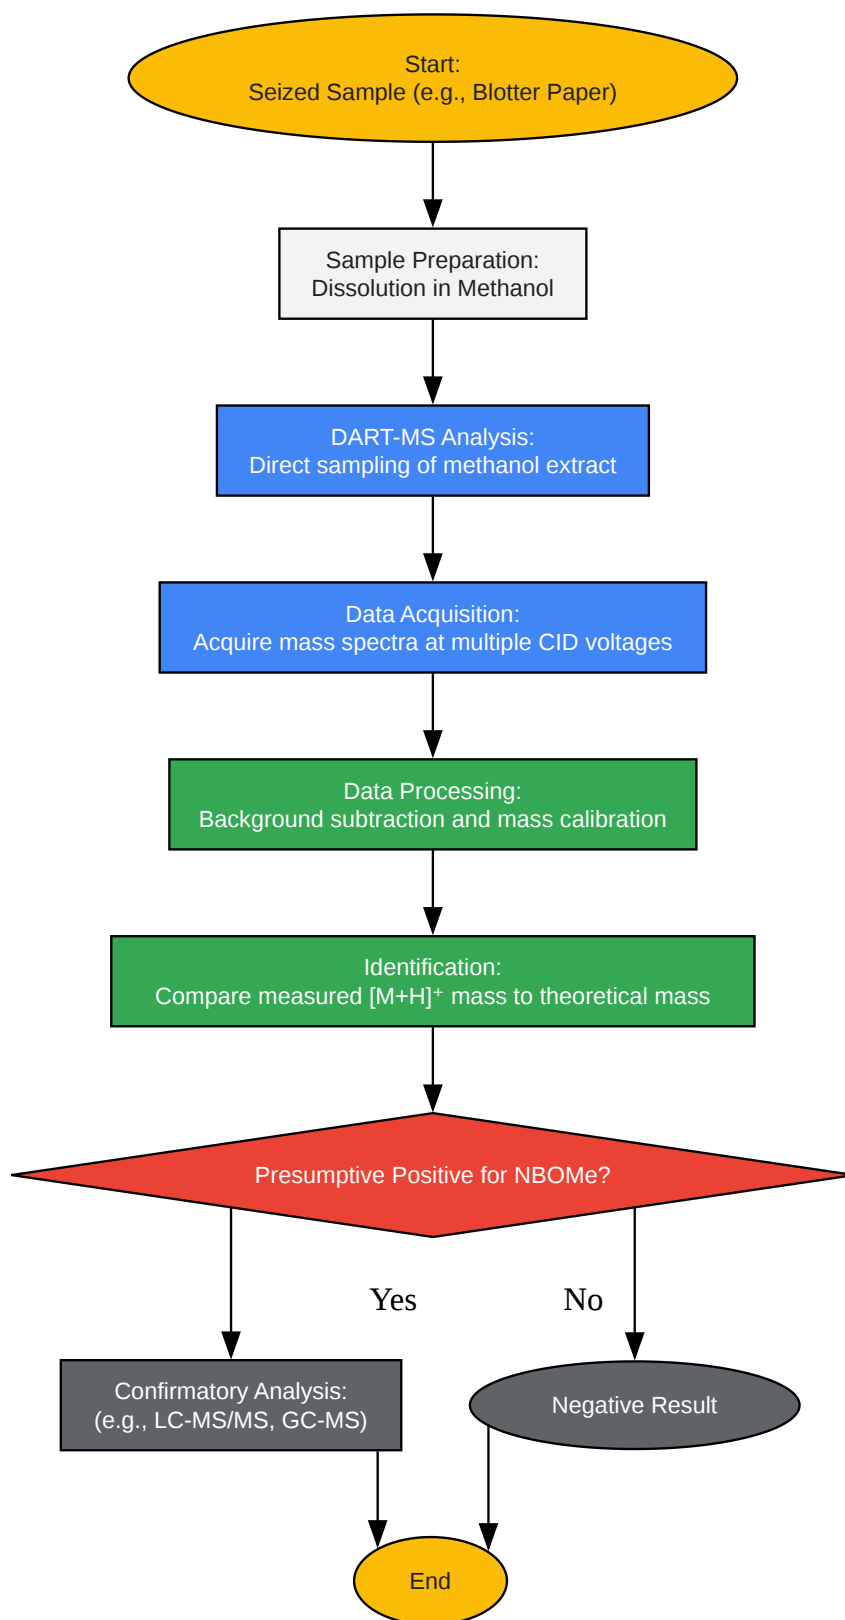 Start:
Seized Sample (e.g., Blotter Paper)
Sample Preparation:
Dissolution in Methanol
DART-MS Analysis:
Direct sampling of methanol extract
Data Acquisition:
Acquire mass spectra at multiple CID voltages
Data Processing:
Background subtraction and mass calibration
Identification:
Compare measured [M+H]⁺ mass to theoretical mass
Presumptive Positive for NBOMe?
Yes
No
Confirmatory Analysis:
(e.g., LC-MS/MS, GC-MS)
Negative Result
End